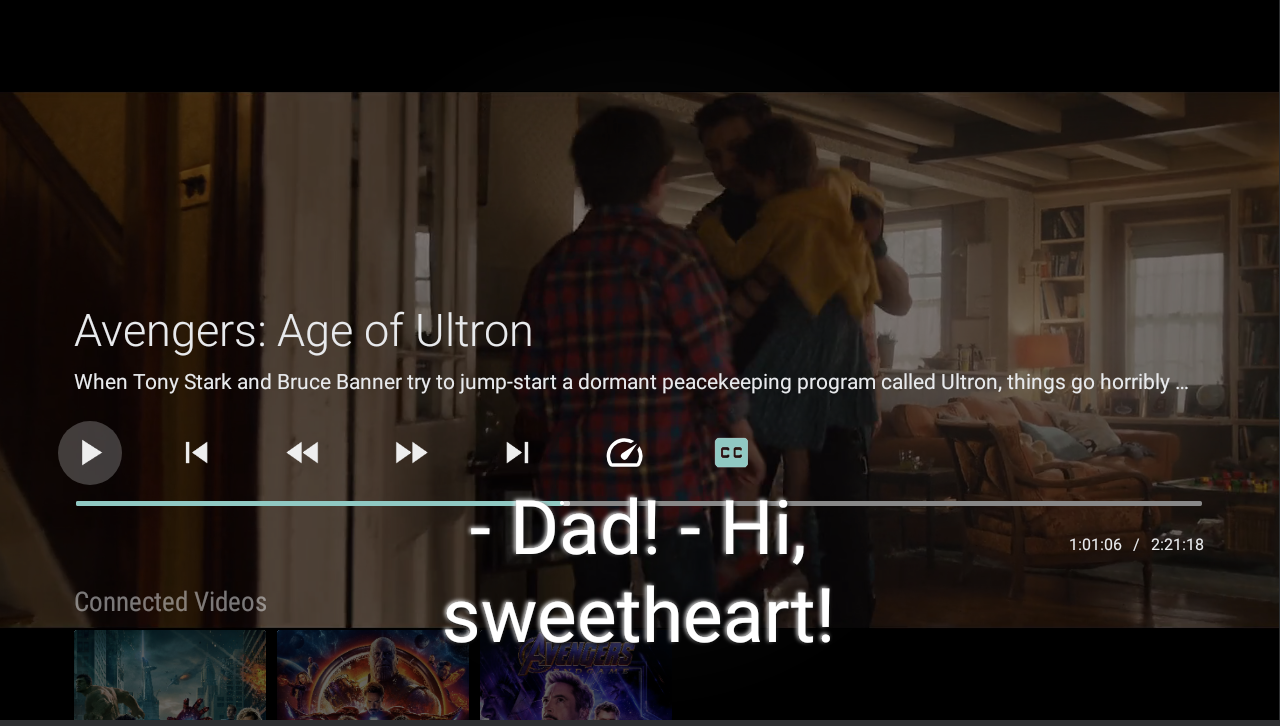 Avengers: Age of Ultron
When Tony Stark and Bruce Banner try to jump-start a dormant peacekeeping program called Ultron, things go horribly …
CC
- Dad! - Hi,
sweetheart!
1:01:06 / 2:21:18
Connected Videos
AVENGERS
ENDGAME